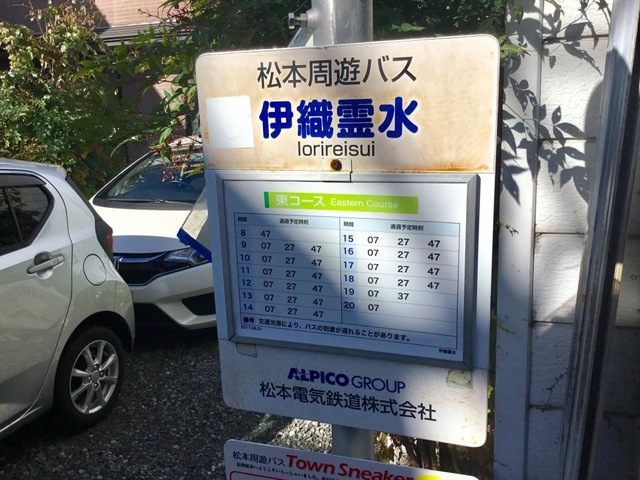 松本周遊バス
伊織霊水
Iorireisui
東コース Eastern Course
時間 通過予定時刻 時間 通過予定時刻
8 47 15 07 27 47
9 07 27 47 16 07 27 47
10 07 27 47 17 07 27 47
11 07 27 47 18 07 27 47
12 07 27 47 19 07 37
13 07 27 47 20 07
14 07 27 47
備考 交通渋滞により、バスの到着が遅れることがあります。
伊織霊水
ALPICO GROUP
松本電気鉄道株式会社
松本周遊バス Town Sneaker